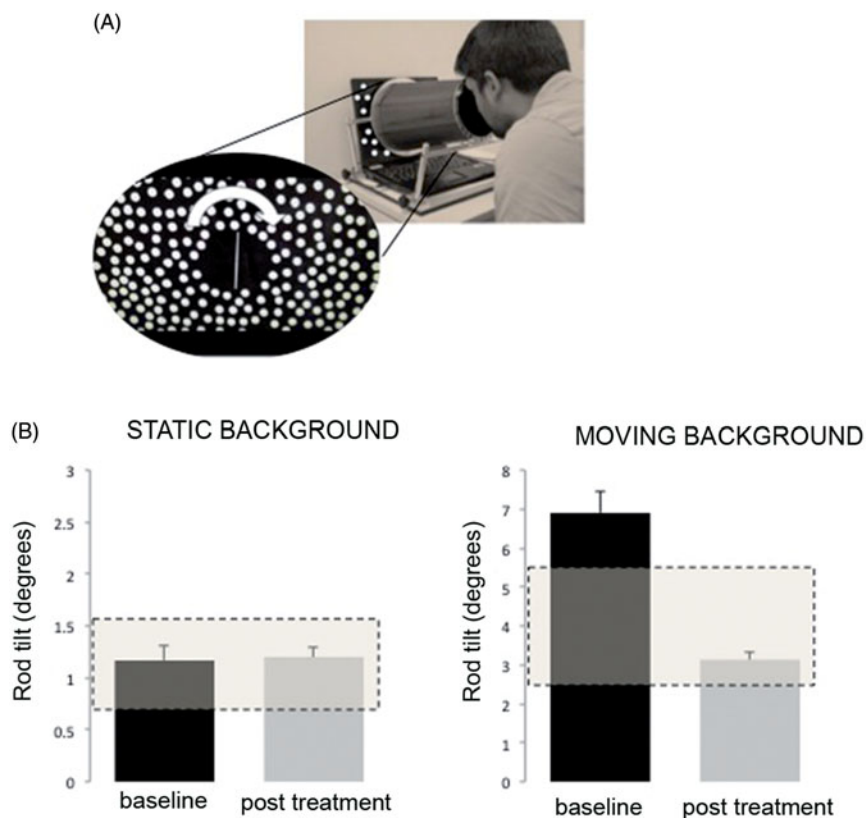 (A)
(B)
STATIC BACKGROUND
Rod tilt (degrees)
3
2.5
2
1.5
1
0.5
0
baseline post treatment
MOVING BACKGROUND
Rod tilt (degrees)
8
7
6
5
4
3
2
1
0
baseline post treatment